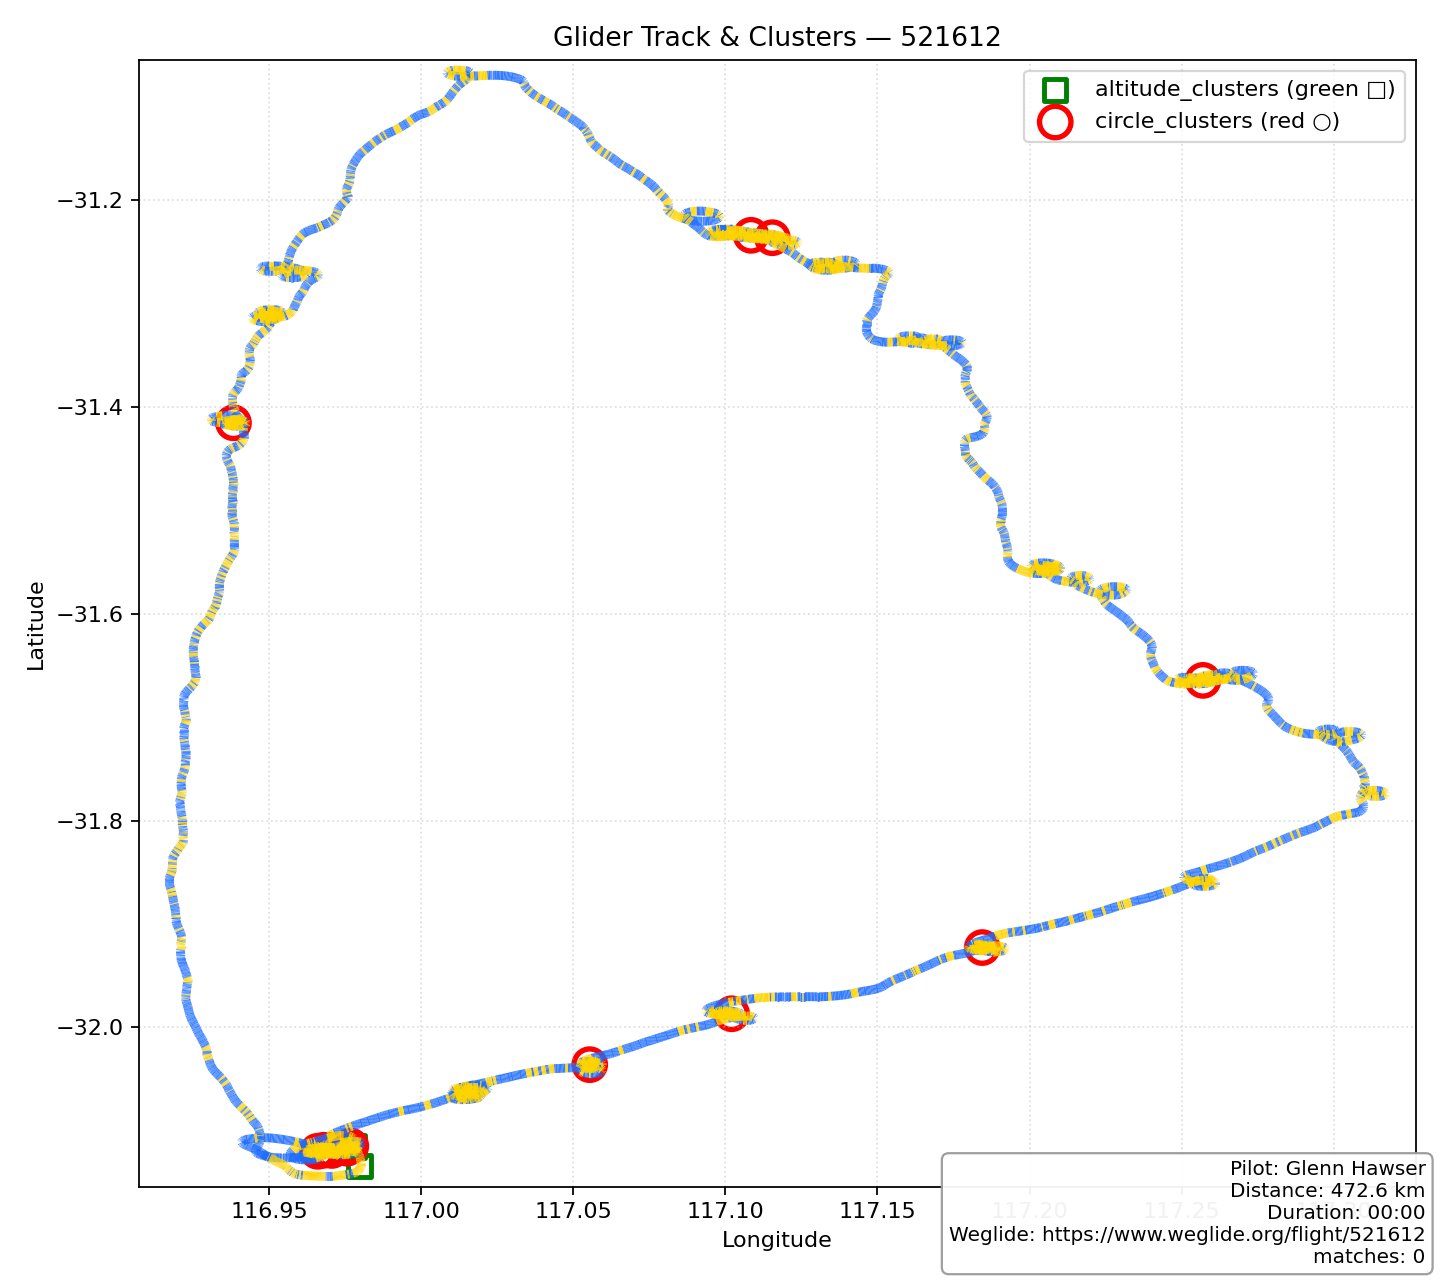 Glider Track & Clusters — 521612
altitude_clusters (green □)
circle_clusters (red ○)
−31.2
−31.4
−31.6
−31.8
−32.0
Latitude
116.95
117.00
117.05
117.10
117.15
117.20
117.25
Longitude
Pilot: Glenn Hawser
Distance: 472.6 km
Duration: 00:00
Weglide: https://www.weglide.org/flight/521612
matches: 0